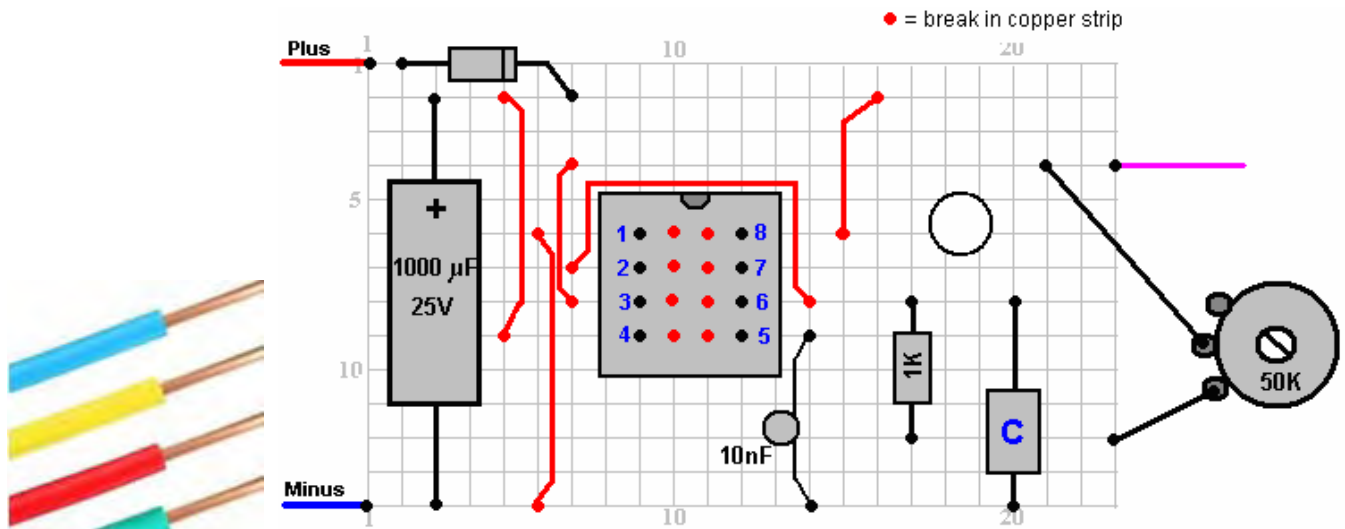 = break in copper strip
1 10 20
Plus
1
5
+
1 8
1000 µF
2 7
25V
3 6
4 5
10
1K
50K
C
10nF
Minus
1 10 20